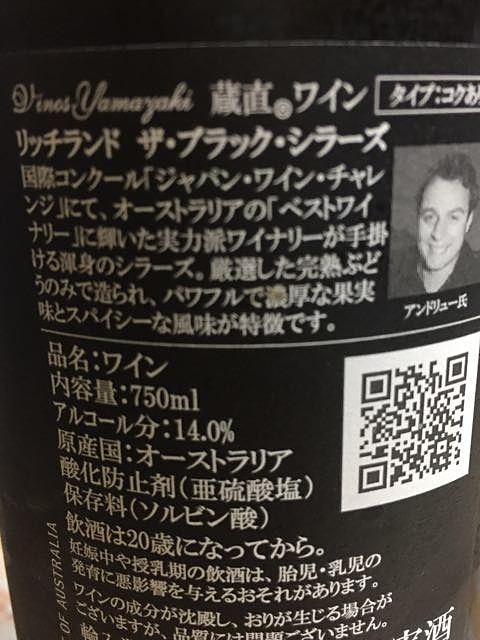 Vinos Yamazaki 蔵直®ワイン タイプ:コクあ
リッチランド ザ・ブラック・シラーズ
国際コンクール「ジャパン・ワイン・チャレ
ンジ」にて、オーストラリアの「ベストワイ
ナリー」に輝いた実力派ワイナリーが手掛
ける渾身のシラーズ。厳選した完熟ぶど
うのみで造られ、パワフルで濃厚な果実
味とスパイシーな風味が特徴です。
アンドリュー氏
品名:ワイン
内容量:750ml
アルコール分:14.0%
原産国:オーストラリア
酸化防止剤(亜硫酸塩)
保存料(ソルビン酸)
飲酒は20歳になってから。
妊娠中や授乳期の飲酒は、胎児・乳児の
発育に悪影響を与えるおそれがあります。
ワインの成分が沈殿し、おりが生じる場合が
ございますが、品質には問題ございません。
OF AUSTRALIA